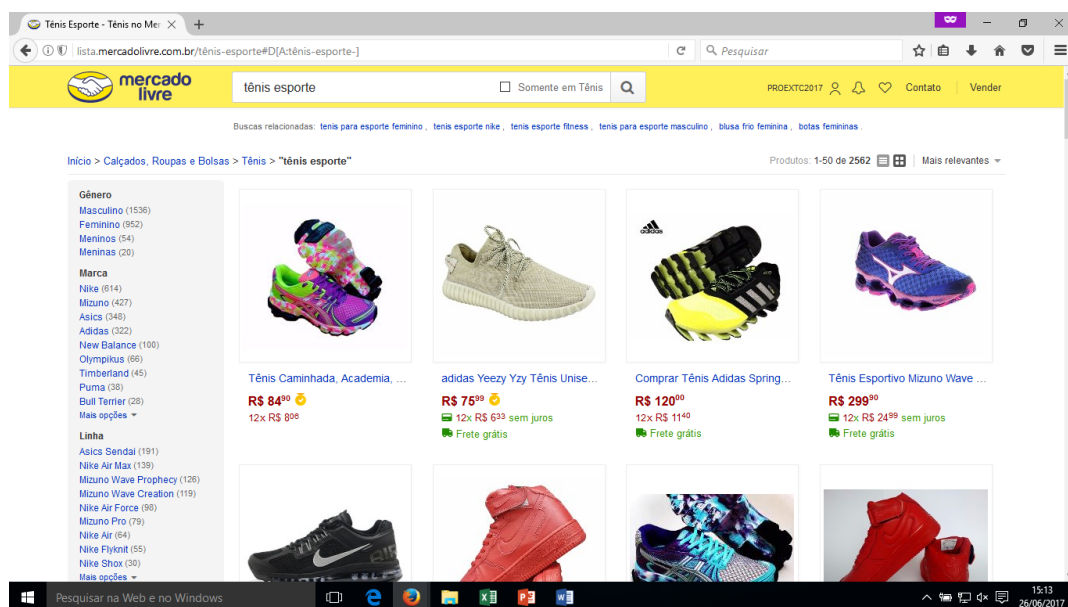 Tênis Esporte - Tênis no Mer
lista.mercadolivre.com.br/tênis-esporte#D[A:tênis-esporte-]
Pesquisar
mercado
livre
tênis esporte
Somente em Tênis
PROEXTC2017
Contato
Vender
Buscas relacionadas: tenis para esporte feminino , tenis esporte nike , tenis esporte fitness , tenis para esporte masculino , blusa frio feminina , botas femininas
Início > Calçados, Roupas e Bolsas > Tênis > "tênis esporte"
Produtos: 1-50 de 2562
Mais relevantes
Gênero
Masculino (1536)
Feminino (952)
Meninos (54)
Meninas (20)
Marca
Nike (614)
Mizuno (427)
Asics (348)
Adidas (322)
New Balance (100)
Olympikus (66)
Timberland (45)
Puma (38)
Bull Terrier (28)
Mais opções
Linha
Asics Sendai (191)
Nike Air Max (139)
Mizuno Wave Prophecy (126)
Mizuno Wave Creation (119)
Nike Air Force (98)
Mizuno Pro (79)
Nike Air (64)
Nike Flyknit (55)
Nike Shox (30)
Mais opções
adidas
Tênis Caminhada, Academia, ...
R$ 84⁹⁰
12x R$ 8⁰⁶
adidas Yeezy Yzy Tênis Unise...
R$ 75⁹⁹
12x R$ 6³³ sem juros
Frete grátis
Comprar Tênis Adidas Spring...
R$ 120⁰⁰
12x R$ 11⁴⁰
Frete grátis
Tênis Esportivo Mizuno Wave ...
R$ 299⁹⁰
12x R$ 24⁹⁹ sem juros
Frete grátis
Pesquisar na Web e no Windows
15:13
26/06/2017